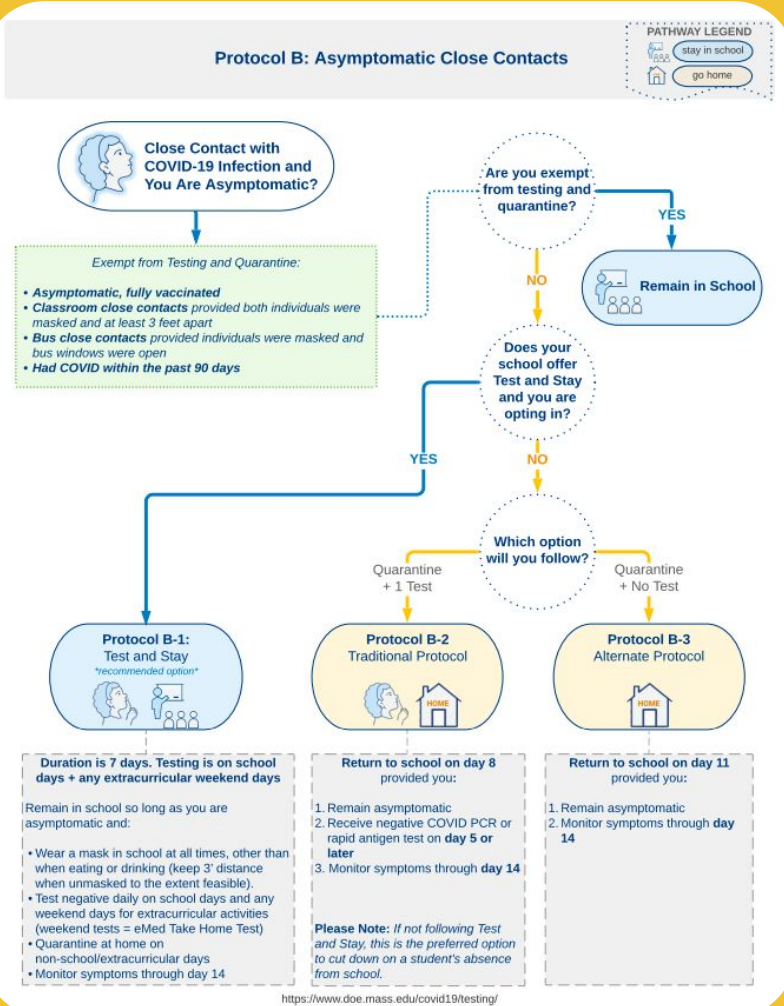 Protocol B: Asymptomatic Close Contacts
PATHWAY LEGEND
stay in school
go home
Close Contact with
COVID-19 Infection and
You Are Asymptomatic?
Exempt from Testing and Quarantine:
• Asymptomatic, fully vaccinated
• Classroom close contacts provided both individuals were
masked and at least 3 feet apart
• Bus close contacts provided individuals were masked and
bus windows were open
• Had COVID within the past 90 days
Are you exempt
from testing and
quarantine?
YES
Remain in School
NO
Does your
school offer
Test and Stay
and you are
opting in?
YES
NO
Which option
will you follow?
Quarantine
+ 1 Test
Quarantine
+ No Test
Protocol B-1:
Test and Stay
*recommended option*
Protocol B-2
Traditional Protocol
HOME
Protocol B-3
Alternate Protocol
HOME
Duration is 7 days. Testing is on school
days + any extracurricular weekend days
Remain in school so long as you are
asymptomatic and:
• Wear a mask in school at all times, other than
when eating or drinking (keep 3' distance
when unmasked to the extent feasible).
• Test negative daily on school days and any
weekend days for extracurricular activities
(weekend tests = eMed Take Home Test)
• Quarantine at home on
non-school/extracurricular days
• Monitor symptoms through day 14
Return to school on day 8
provided you:
1. Remain asymptomatic
2. Receive negative COVID PCR or
rapid antigen test on day 5 or
later
3. Monitor symptoms through day 14
Please Note: If not following Test
and Stay, this is the preferred option
to cut down on a student's absence
from school.
Return to school on day 11
provided you:
1. Remain asymptomatic
2. Monitor symptoms through day
14
https://www.doe.mass.edu/covid19/testing/